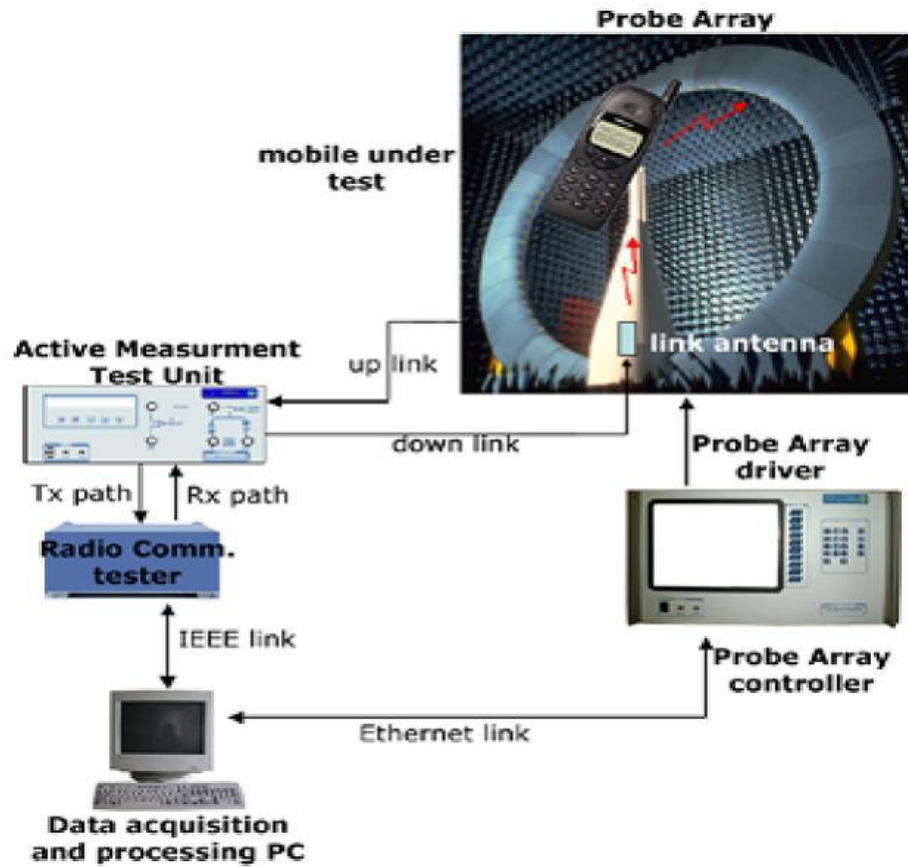 Probe Array
mobile under
test
link antenna
Active Measurment
Test Unit
up link
down link
Probe Array
driver
Tx path
Rx path
Radio Comm.
tester
IEEE link
Probe Array
controller
Ethernet link
Data acquisition
and processing PC